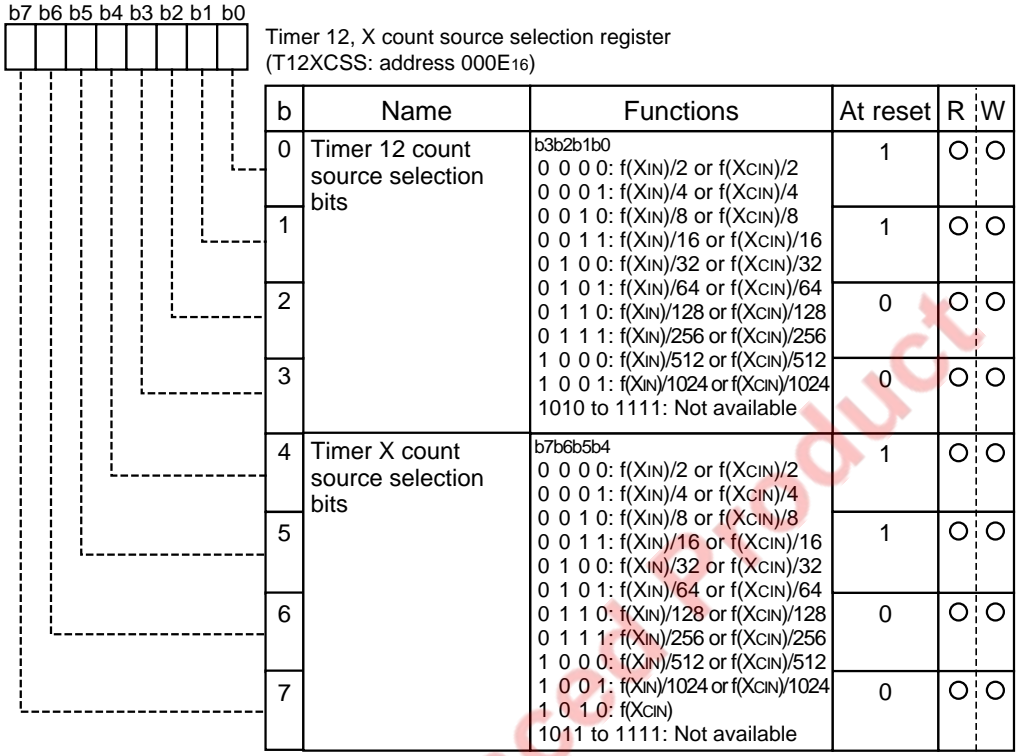 b7 b6 b5 b4 b3 b2 b1 b0
Timer 12, X count source selection register
(T12XCSS: address 000E16)
b Name Functions At reset R W
0 Timer 12 count source selection bits
b3b2b1b0
0 0 0 0: f(XIN)/2 or f(XCIN)/2
0 0 0 1: f(XIN)/4 or f(XCIN)/4
0 0 1 0: f(XIN)/8 or f(XCIN)/8
0 0 1 1: f(XIN)/16 or f(XCIN)/16
0 1 0 0: f(XIN)/32 or f(XCIN)/32
0 1 0 1: f(XIN)/64 or f(XCIN)/64
0 1 1 0: f(XIN)/128 or f(XCIN)/128
0 1 1 1: f(XIN)/256 or f(XCIN)/256
1 0 0 0: f(XIN)/512 or f(XCIN)/512
1 0 0 1: f(XIN)/1024 or f(XCIN)/1024
1010 to 1111: Not available
1 ○ ○
1 1 ○ ○
2 0 ○ ○
3 0 ○ ○
4 Timer X count source selection bits
b7b6b5b4
0 0 0 0: f(XIN)/2 or f(XCIN)/2
0 0 0 1: f(XIN)/4 or f(XCIN)/4
0 0 1 0: f(XIN)/8 or f(XCIN)/8
0 0 1 1: f(XIN)/16 or f(XCIN)/16
0 1 0 0: f(XIN)/32 or f(XCIN)/32
0 1 0 1: f(XIN)/64 or f(XCIN)/64
0 1 1 0: f(XIN)/128 or f(XCIN)/128
0 1 1 1: f(XIN)/256 or f(XCIN)/256
1 0 0 0: f(XIN)/512 or f(XCIN)/512
1 0 0 1: f(XIN)/1024 or f(XCIN)/1024
1 0 1 0: f(XCIN)
1011 to 1111: Not available
1 ○ ○
5 1 ○ ○
6 0 ○ ○
7 0 ○ ○
Product